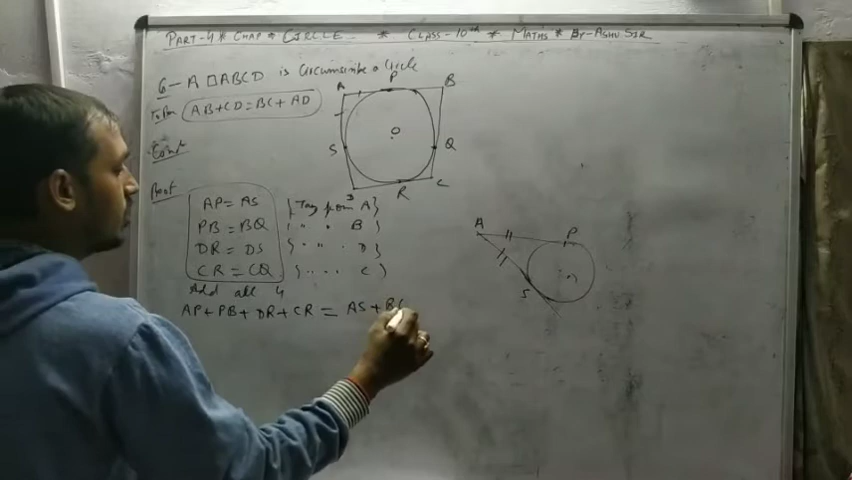 PART-4 # CHAP * CIRCLE * CLASS-10th * MATHS * BY-ASHU SIR
G- A □ABCD is Circumscribe a Circle
To Prove AB+CD=BC+AD
Const
Proof
AP= AS {Tang from A}
PB= BQ { " " B }
DR= DS { " " . D }
CR= CQ { " . . . C }
Add all 4
AP+PB+DR+CR = AS+BQ
A P B
O
S Q
D R C
A P
S